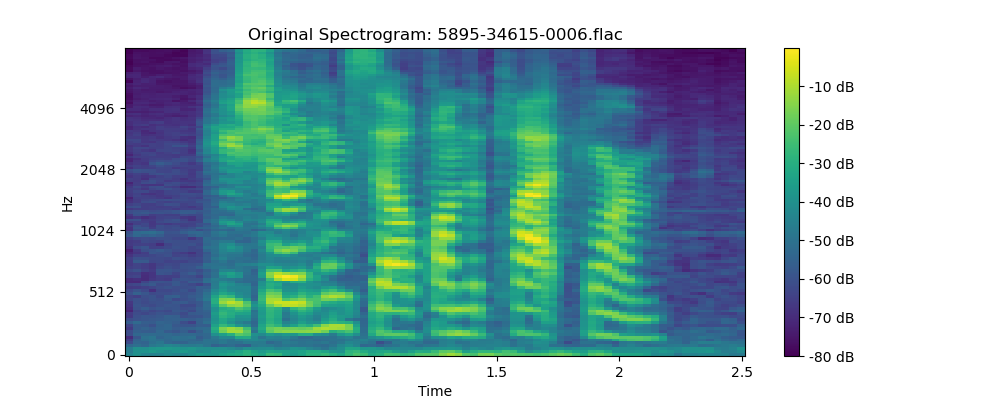 Original Spectrogram: 5895-34615-0006.flac
Hz
4096
2048
1024
512
0
0
0.5
1
1.5
2
2.5
Time
-10 dB
-20 dB
-30 dB
-40 dB
-50 dB
-60 dB
-70 dB
-80 dB